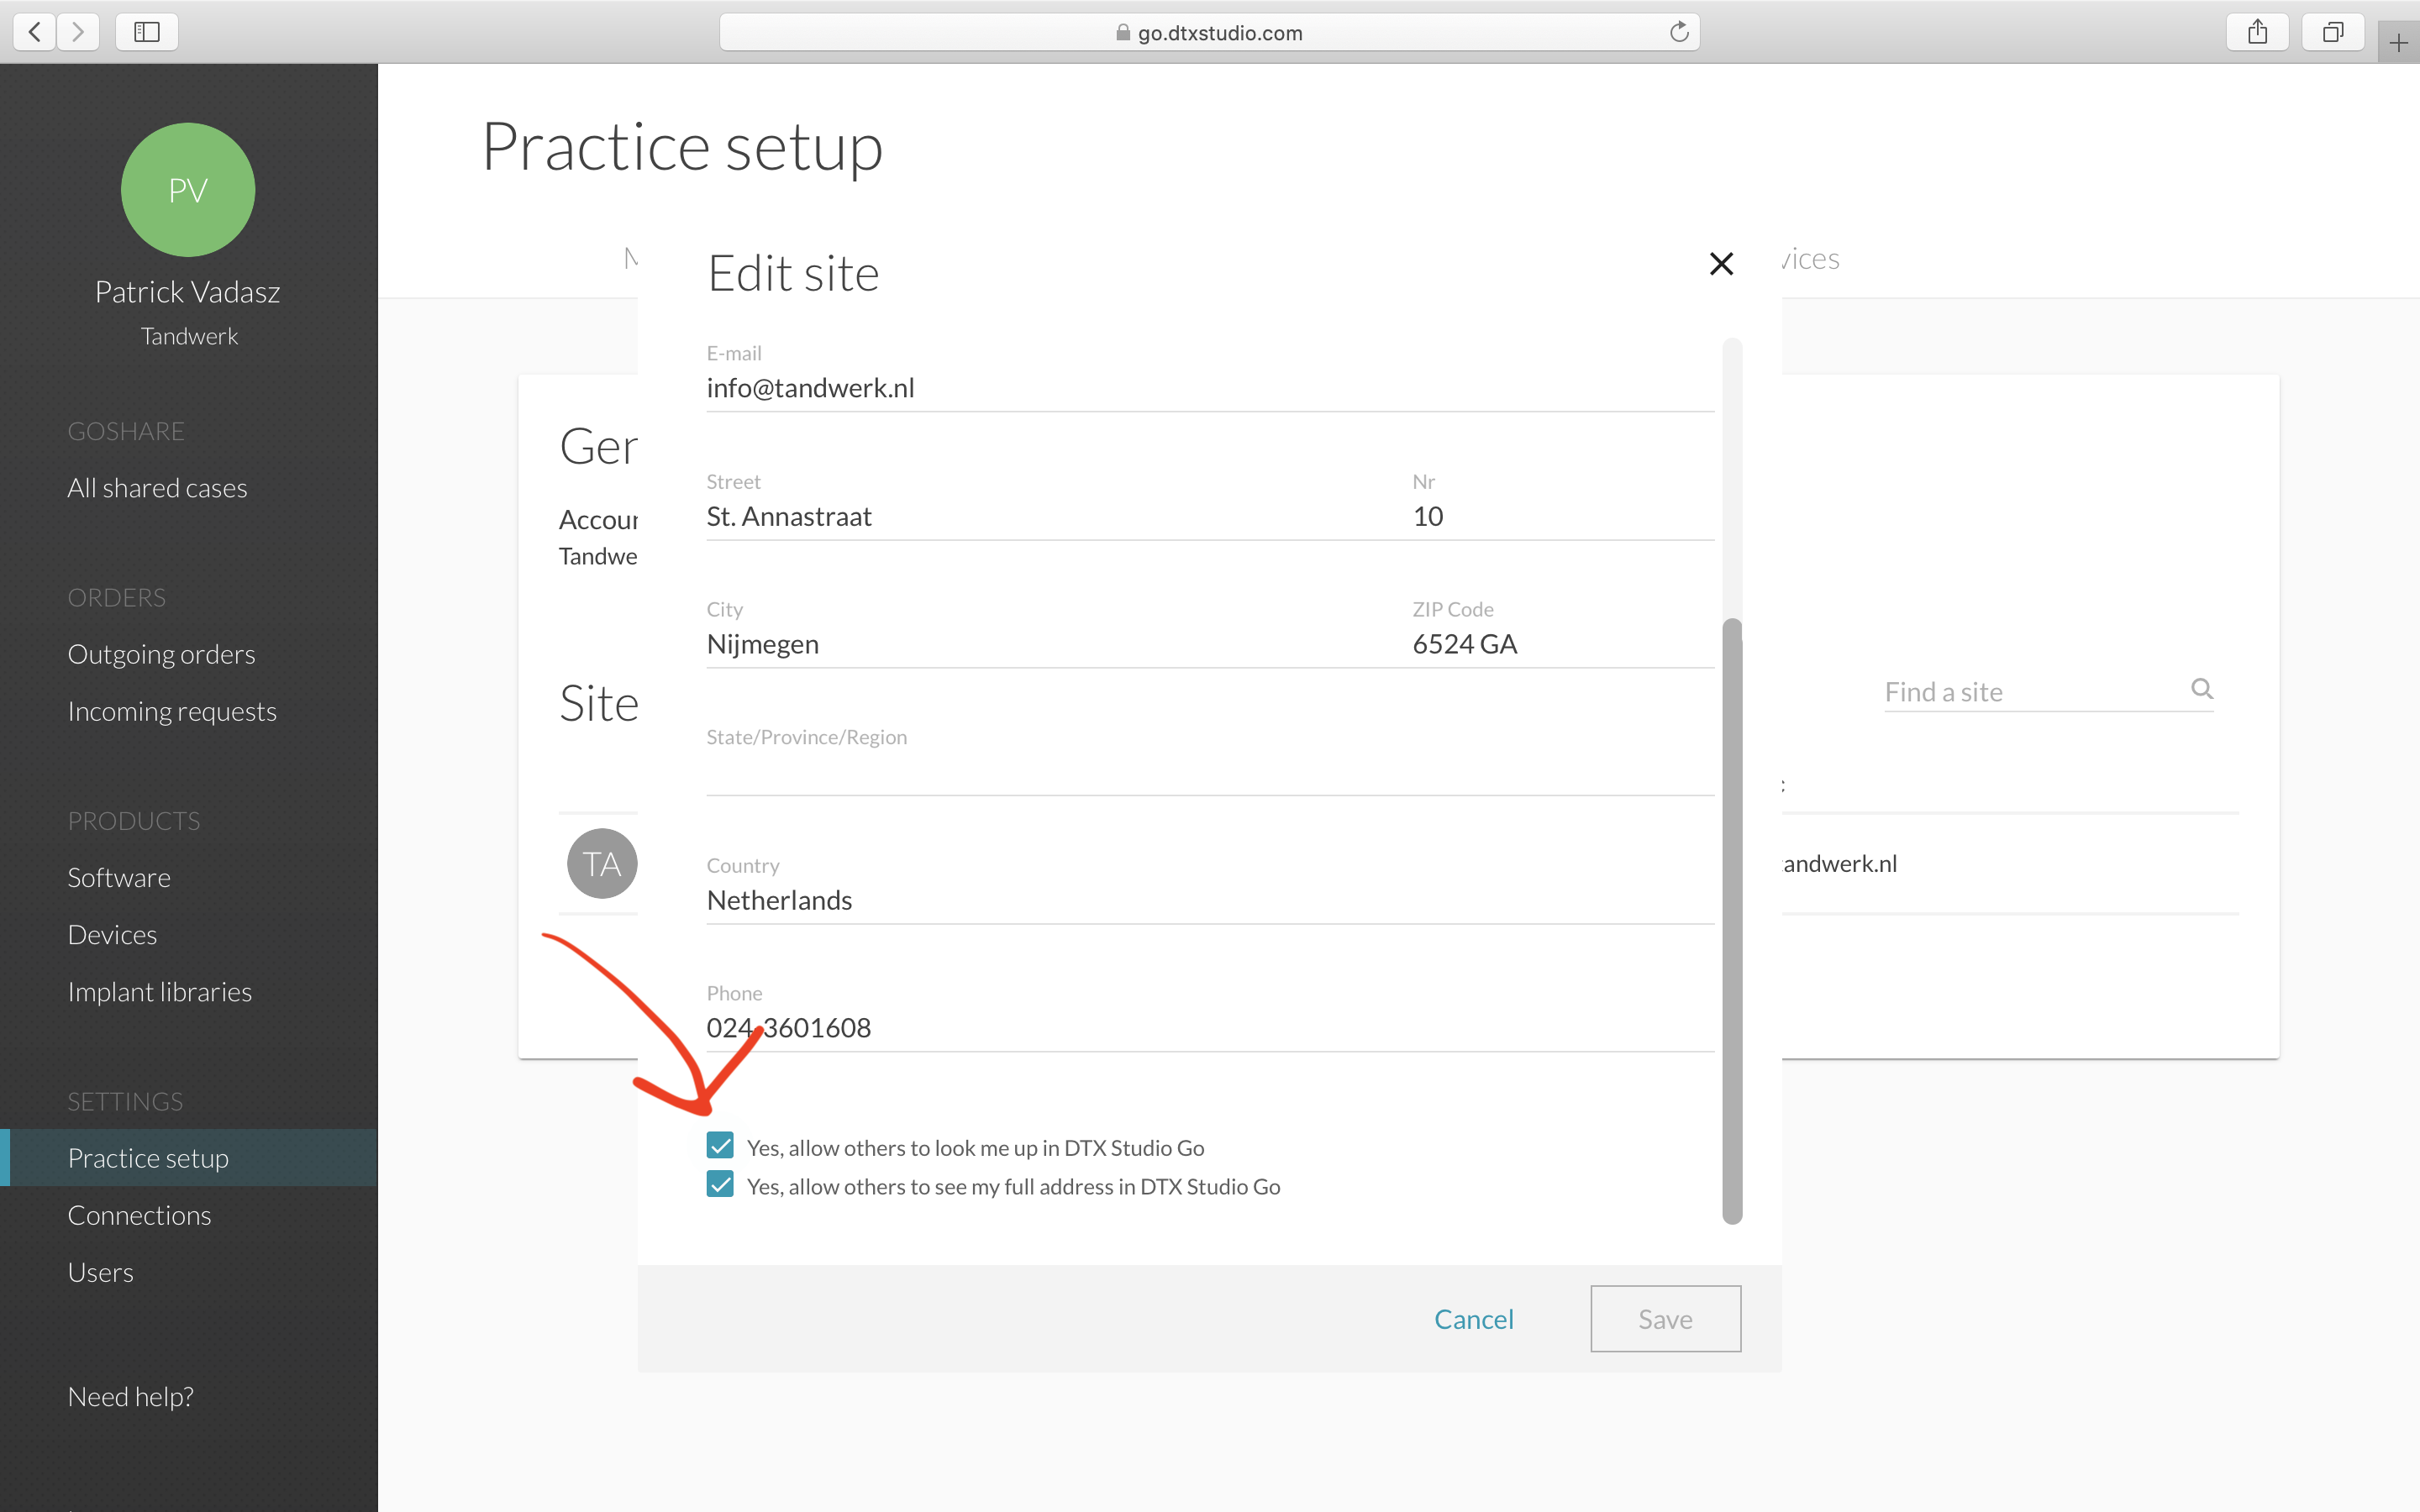 go.dtxstudio.com
PV
Patrick Vadasz
Tandwerk
GOSHARE
All shared cases
ORDERS
Outgoing orders
Incoming requests
PRODUCTS
Software
Devices
Implant libraries
SETTINGS
Practice setup
Connections
Users
Need help?
Practice setup
Edit site
E-mail
info@tandwerk.nl
Street Nr
St. Annastraat 10
City ZIP Code
Nijmegen 6524 GA
State/Province/Region
Country
Netherlands
Phone
024-3601608
Yes, allow others to look me up in DTX Studio Go
Yes, allow others to see my full address in DTX Studio Go
Cancel Save
Site
TA
Find a site
andwerk.nl